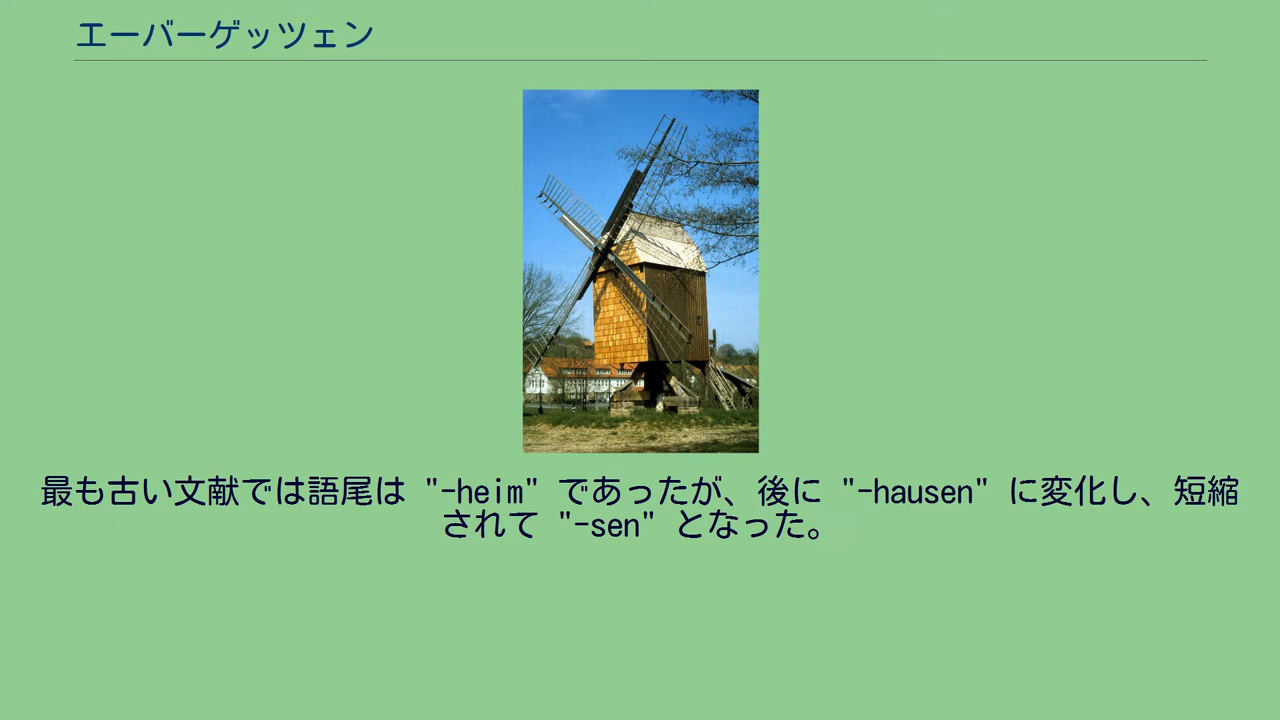 エーバーゲッツェン
最も古い文献では語尾は "-heim" であったが、後に "-hausen" に変化し、短縮
されて "-sen" となった。